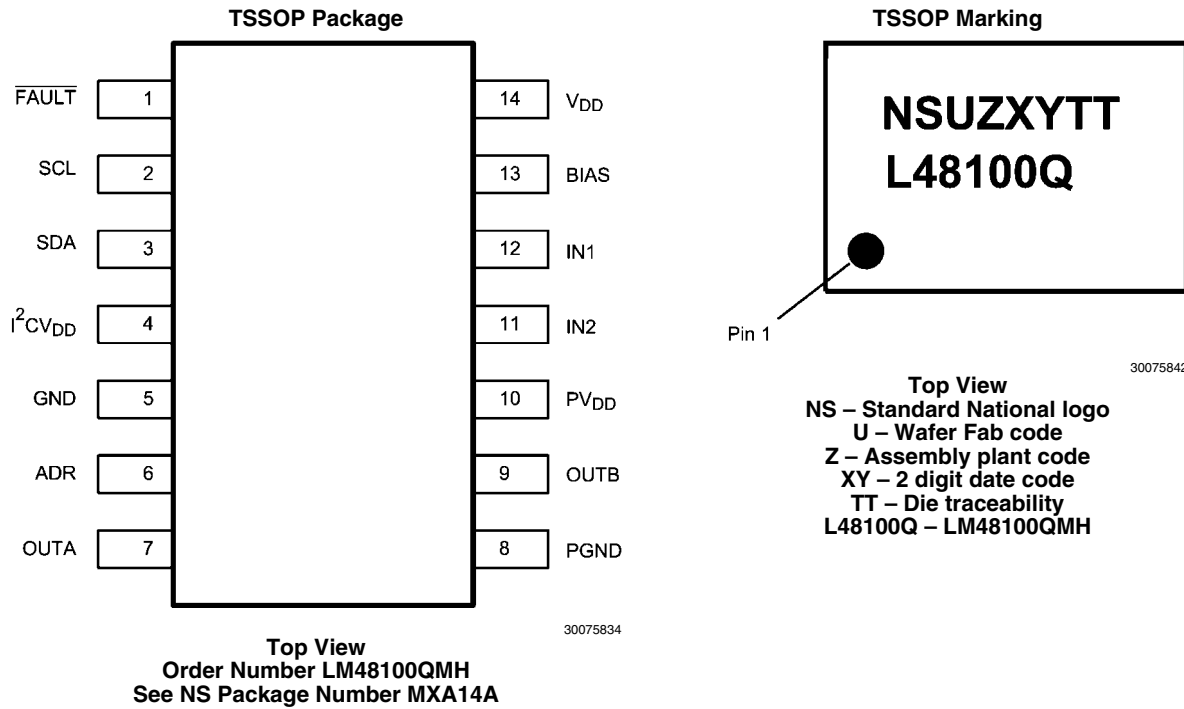 TSSOP Package
FAULT 1 14 VDD
SCL 2 13 BIAS
SDA 3 12 IN1
I2CVDD 4 11 IN2
GND 5 10 PVDD
ADR 6 9 OUTB
OUTA 7 8 PGND
30075834
Top View
Order Number LM48100QMH
See NS Package Number MXA14A
TSSOP Marking
NSUZXYTT
L48100Q
Pin 1
30075842
Top View
NS – Standard National logo
U – Wafer Fab code
Z – Assembly plant code
XY – 2 digit date code
TT – Die traceability
L48100Q – LM48100QMH